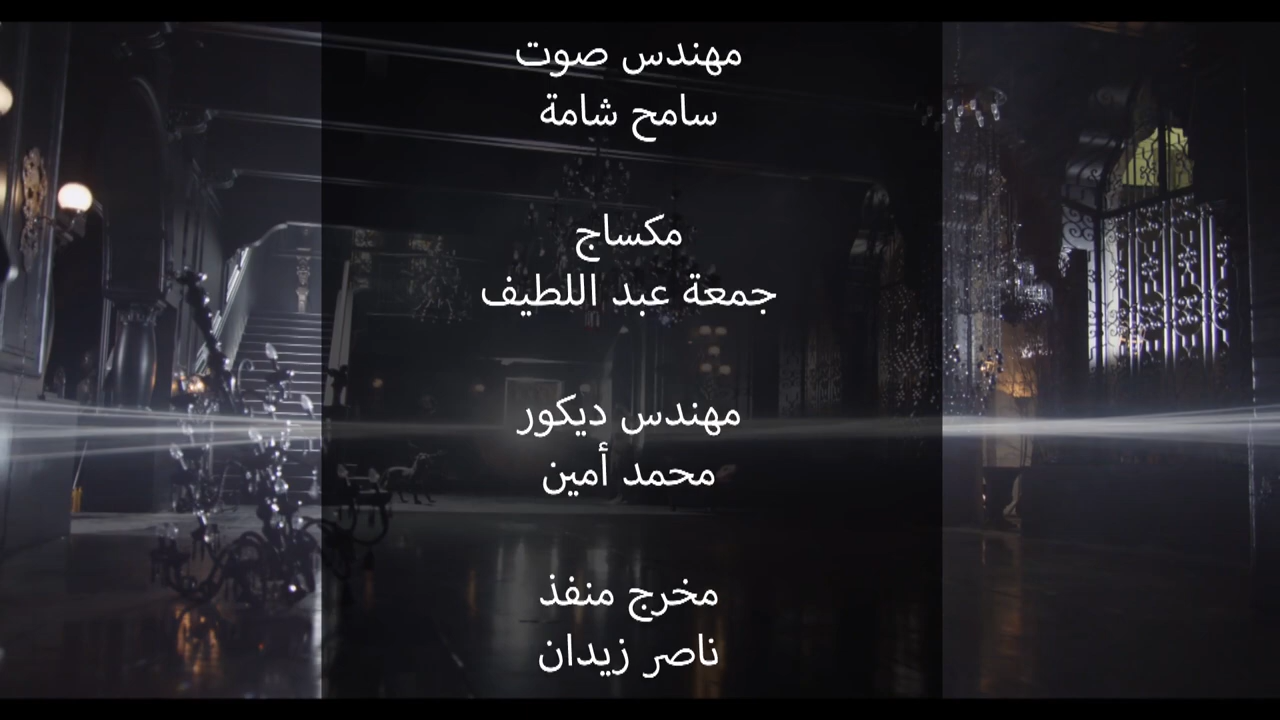 مهندس صوت
سامح شامة
مكساج
جمعة عبد اللطيف
مهندس ديكور
محمد أمين
مخرج منفذ
ناصر زيدان